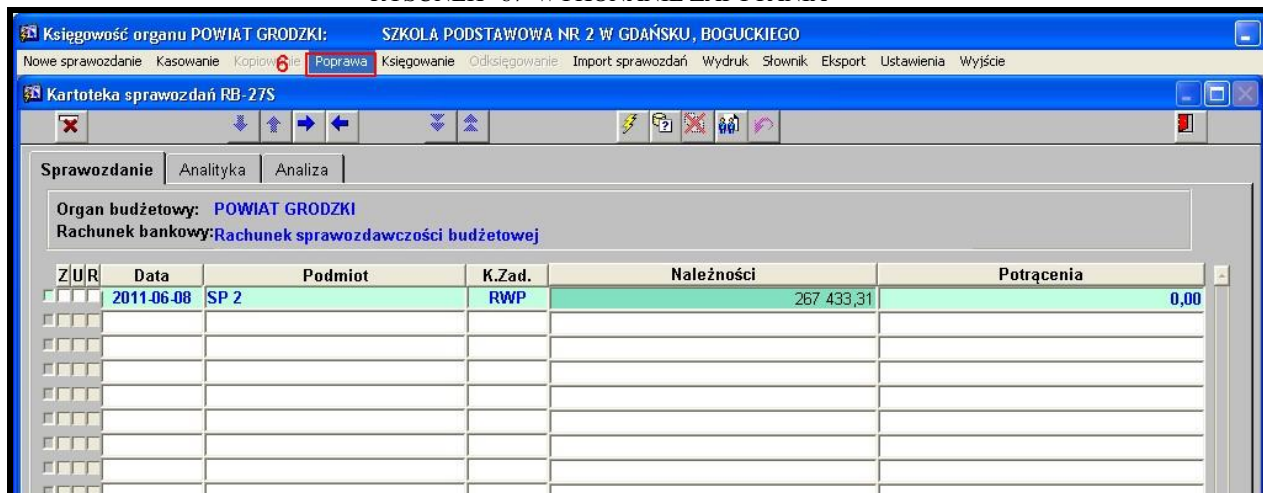 Księgowość organu POWIAT GRODZKI: SZKOLA PODSTAWOWA NR 2 W GDAŃSKU, BOGUCKIEGO
Nowe sprawozdanie Kasowanie Kopiowanie 6 Poprawa Księgowanie Odksięgowanie Import sprawozdań Wydruk Słownik Eksport Ustawienia Wyjście
Kartoteka sprawozdań RB-27S
Sprawozdanie Analityka Analiza
Organ budżetowy: POWIAT GRODZKI
Rachunek bankowy: Rachunek sprawozdawczości budżetowej
Z U R Data Podmiot K.Zad. Należności Potrącenia
2011-06-08 SP 2 RWP 267 433,31 0,00